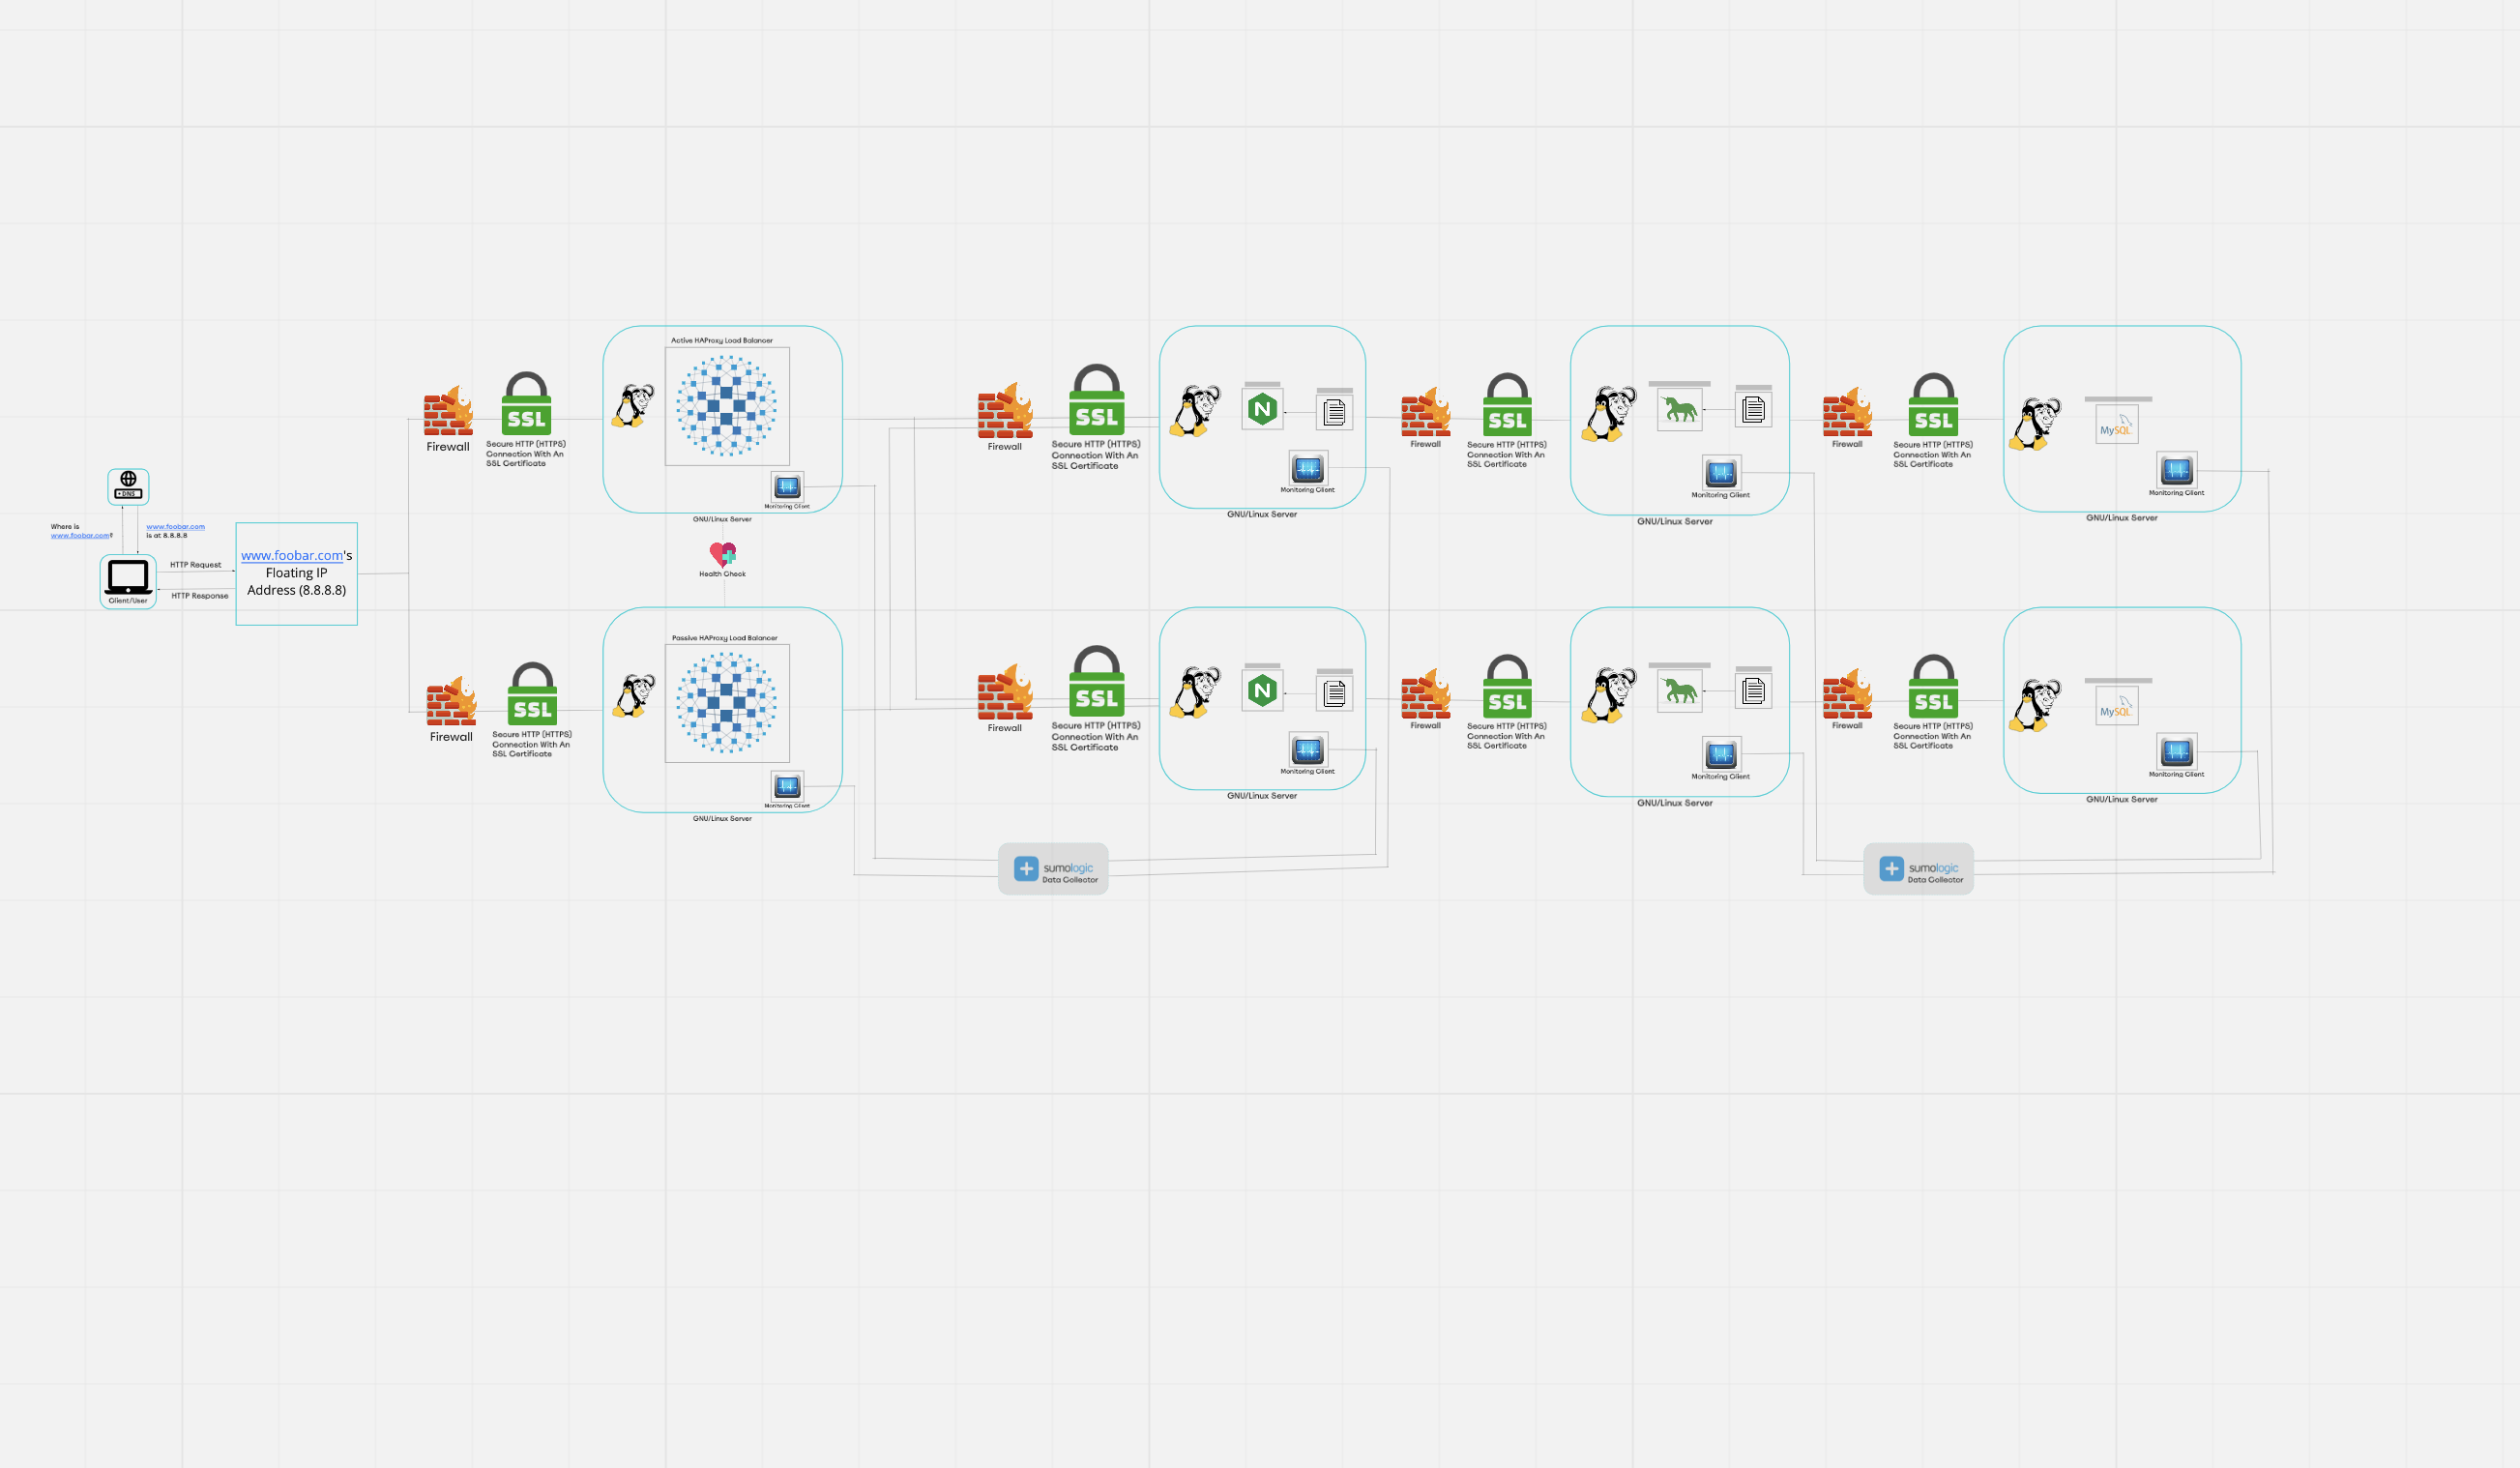 DNS
Where is
www.foobar.com?
www.foobar.com
is at 8.8.8.8
Client/User
HTTP Request
HTTP Response
www.foobar.com's
Floating IP
Address (8.8.8.8)
Firewall
SSL
Secure HTTP (HTTPS)
Connection With An
SSL Certificate
Active HAProxy Load Balancer
Monitoring Client
GNU/Linux Server
Health Check
Firewall
SSL
Secure HTTP (HTTPS)
Connection With An
SSL Certificate
Passive HAProxy Load Balancer
Monitoring Client
GNU/Linux Server
Firewall
SSL
Secure HTTP (HTTPS)
Connection With An
SSL Certificate
N
Monitoring Client
GNU/Linux Server
Firewall
SSL
Secure HTTP (HTTPS)
Connection With An
SSL Certificate
Monitoring Client
GNU/Linux Server
Firewall
SSL
Secure HTTP (HTTPS)
Connection With An
SSL Certificate
MySQL
Monitoring Client
GNU/Linux Server
Firewall
SSL
Secure HTTP (HTTPS)
Connection With An
SSL Certificate
N
Monitoring Client
GNU/Linux Server
Firewall
SSL
Secure HTTP (HTTPS)
Connection With An
SSL Certificate
Monitoring Client
GNU/Linux Server
Firewall
SSL
Secure HTTP (HTTPS)
Connection With An
SSL Certificate
MySQL
Monitoring Client
GNU/Linux Server
sumologic
Data Collector
sumologic
Data Collector